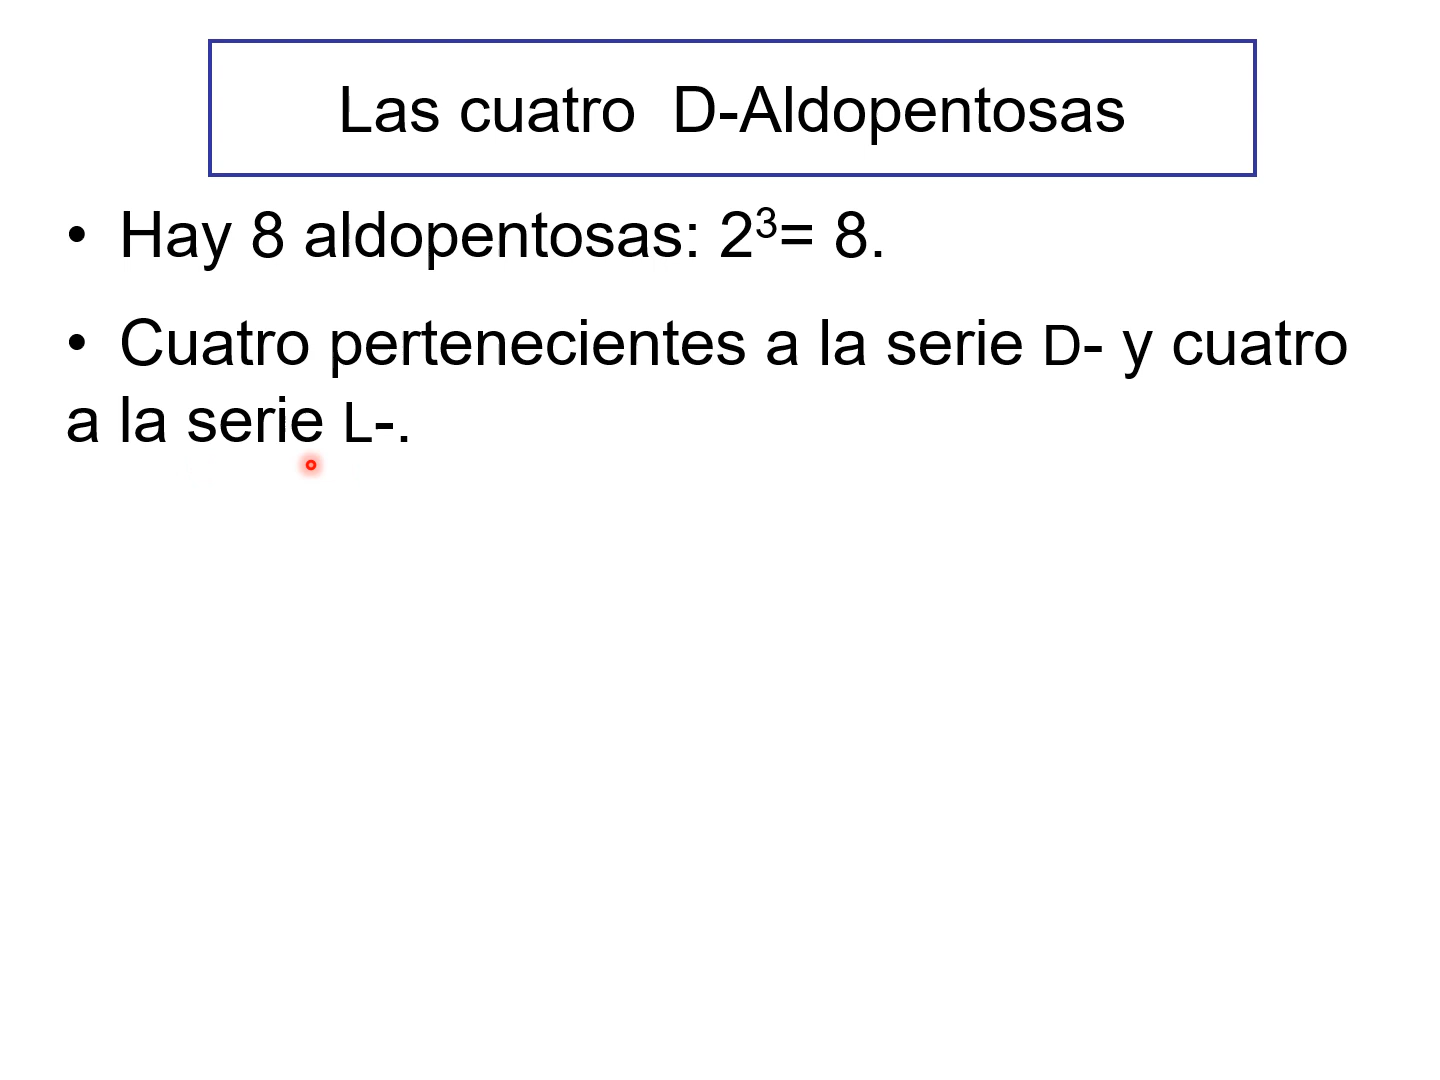 Las cuatro  D-Aldopentosas
• Hay 8 aldopentosas: 2³= 8.
• Cuatro pertenecientes a la serie D- y cuatro
a la serie L-.